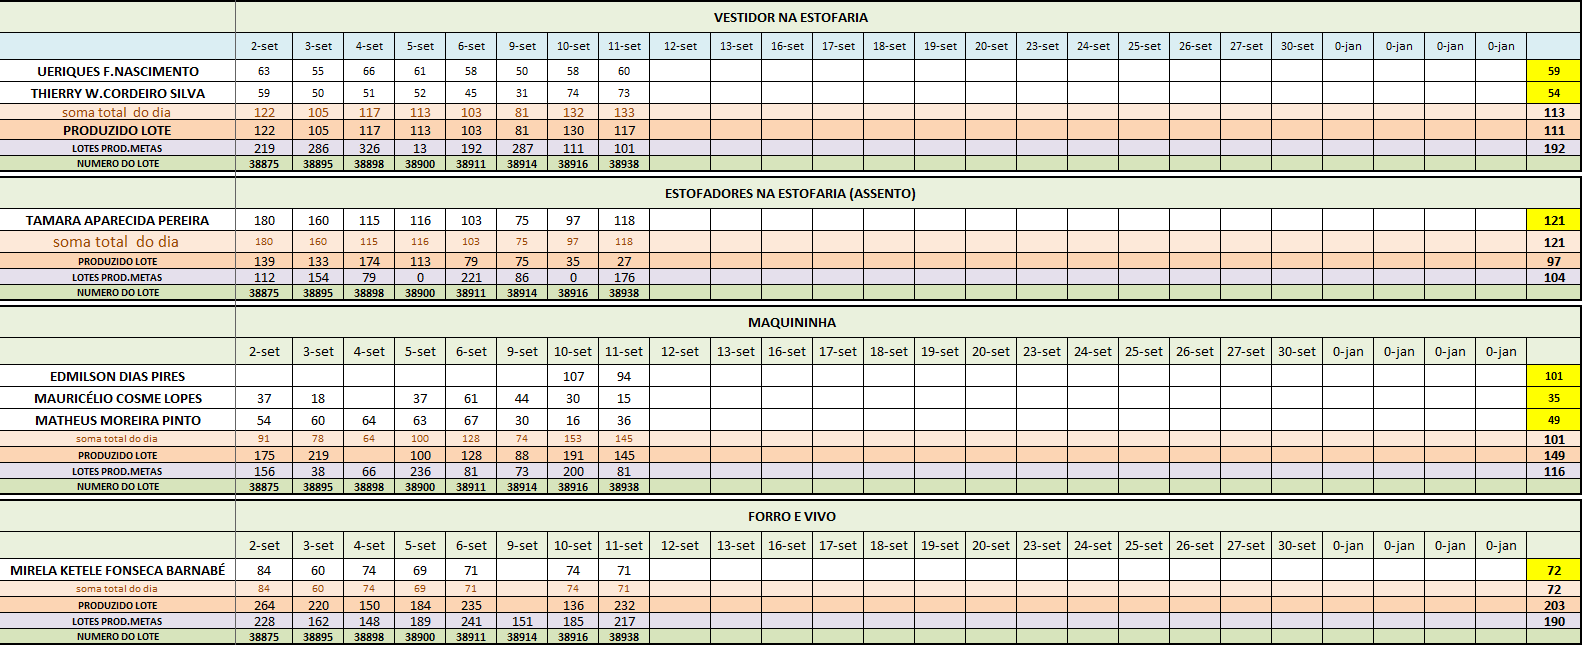 VESTIDOR NA ESTOFARIA
2-set 3-set 4-set 5-set 6-set 9-set 10-set 11-set 12-set 13-set 16-set 17-set 18-set 19-set 20-set 23-set 24-set 25-set 26-set 27-set 30-set 0-jan 0-jan 0-jan 0-jan
UERIQUES F.NASCIMENTO 63 55 66 61 58 50 58 60 59
THIERRY W.CORDEIRO SILVA 59 50 51 52 45 31 74 73 54
soma total do dia 122 105 117 113 103 81 132 133 113
PRODUZIDO LOTE 122 105 117 113 103 81 130 117 111
LOTES PROD.METAS 219 286 326 13 192 287 111 101 192
NUMERO DO LOTE 38875 38895 38898 38900 38911 38914 38916 38938
ESTOFADORES NA ESTOFARIA (ASSENTO)
TAMARA APARECIDA PEREIRA 180 160 115 116 103 75 97 118 121
soma total do dia 180 160 115 116 103 75 97 118 121
PRODUZIDO LOTE 139 133 174 113 79 75 35 27 97
LOTES PROD.METAS 112 154 79 0 221 86 0 176 104
NUMERO DO LOTE 38875 38895 38898 38900 38911 38914 38916 38938
MAQUININHA
2-set 3-set 4-set 5-set 6-set 9-set 10-set 11-set 12-set 13-set 16-set 17-set 18-set 19-set 20-set 23-set 24-set 25-set 26-set 27-set 30-set 0-jan 0-jan 0-jan 0-jan
EDMILSON DIAS PIRES 107 94 101
MAURICÉLIO COSME LOPES 37 18 37 61 44 30 15 35
MATHEUS MOREIRA PINTO 54 60 64 63 67 30 16 36 49
soma total do dia 91 78 64 100 128 74 153 145 101
PRODUZIDO LOTE 175 219 100 128 88 191 145 149
LOTES PROD.METAS 156 38 66 236 81 73 200 81 116
NUMERO DO LOTE 38875 38895 38898 38900 38911 38914 38916 38938
FORRO E VIVO
2-set 3-set 4-set 5-set 6-set 9-set 10-set 11-set 12-set 13-set 16-set 17-set 18-set 19-set 20-set 23-set 24-set 25-set 26-set 27-set 30-set 0-jan 0-jan 0-jan 0-jan
MIRELA KETELE FONSECA BARNABÉ 84 60 74 69 71 74 71 72
soma total do dia 84 60 74 69 71 74 71 72
PRODUZIDO LOTE 264 220 150 184 235 136 232 203
LOTES PROD.METAS 228 162 148 189 241 151 185 217 190
NUMERO DO LOTE 38875 38895 38898 38900 38911 38914 38916 38938